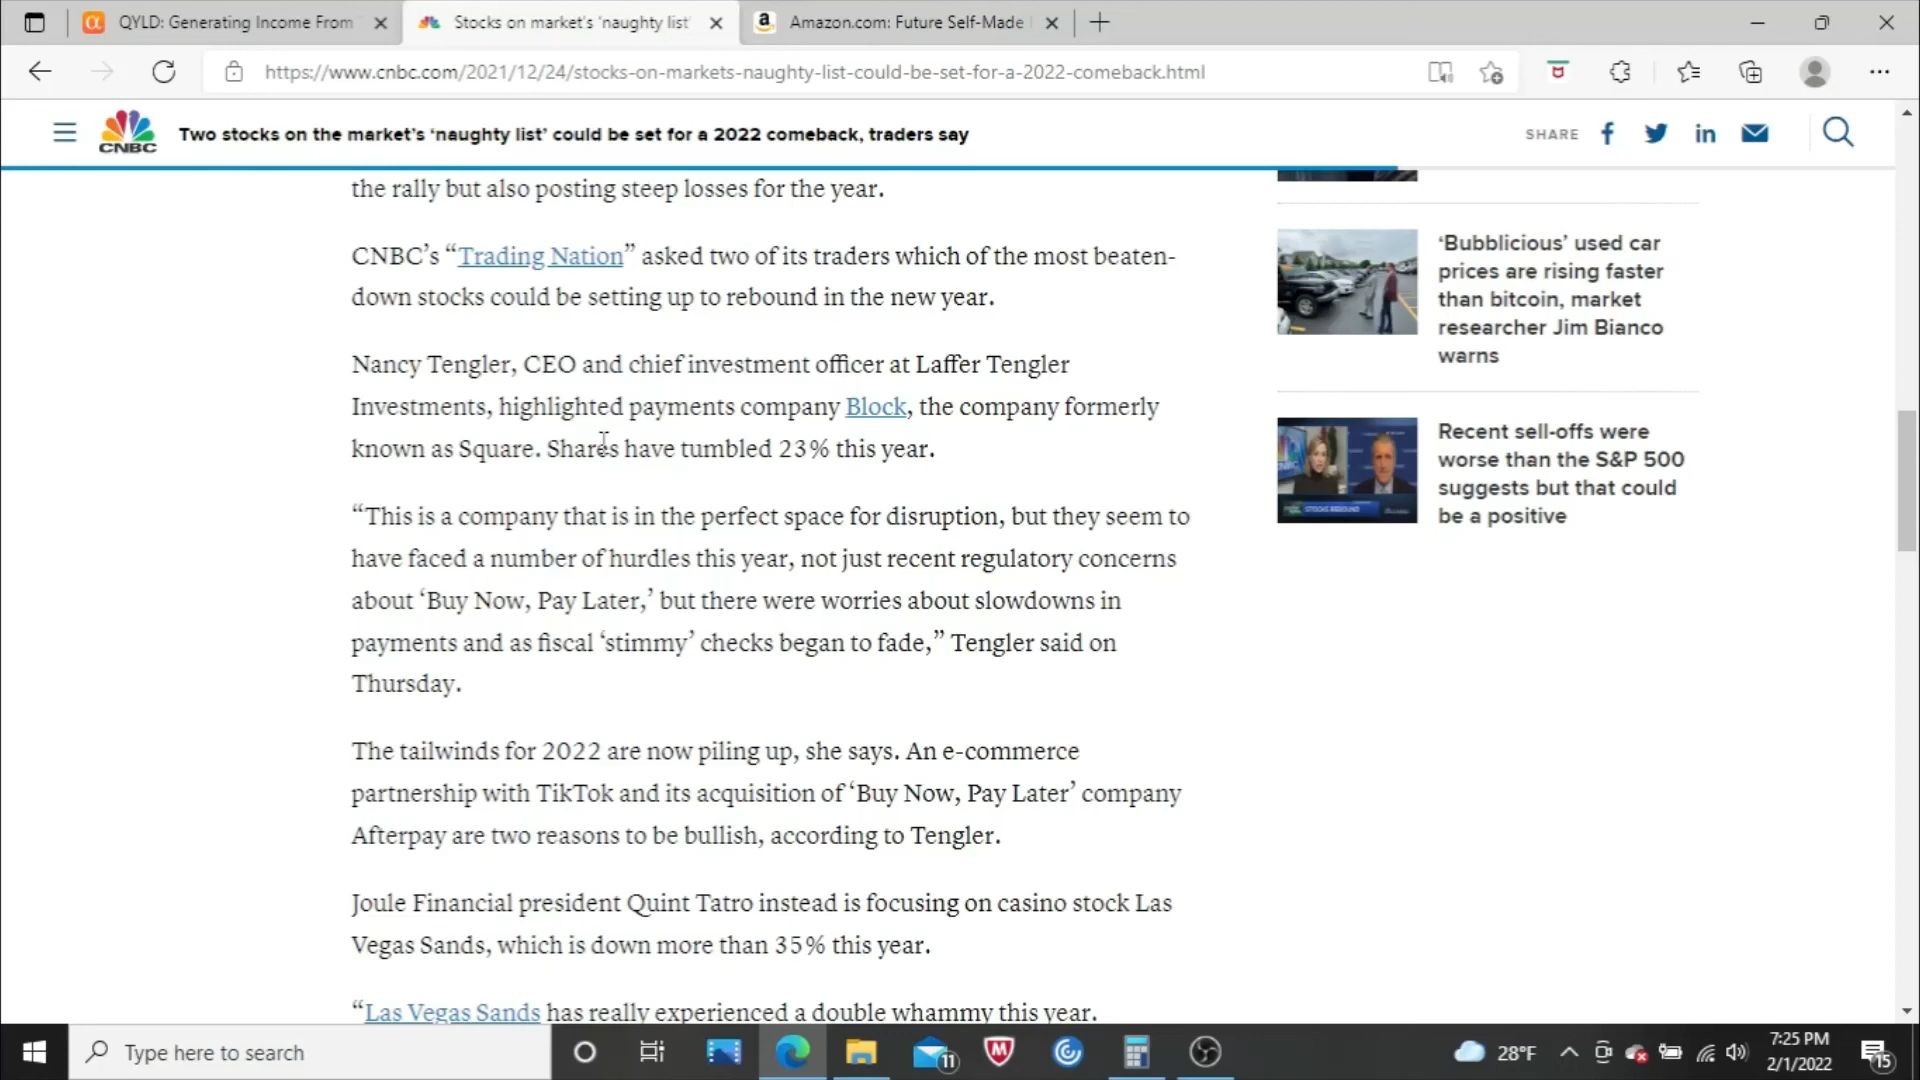 QYLD: Generating Income From
Stocks on market's 'naughty list'
Amazon.com: Future Self-Made
https://www.cnbc.com/2021/12/24/stocks-on-markets-naughty-list-could-be-set-for-a-2022-comeback.html
CNBC
Two stocks on the market's 'naughty list' could be set for a 2022 comeback, traders say
SHARE
the rally but also posting steep losses for the year.
CNBC's “Trading Nation” asked two of its traders which of the most beaten-
down stocks could be setting up to rebound in the new year.
Nancy Tengler, CEO and chief investment officer at Laffer Tengler
Investments, highlighted payments company Block, the company formerly
known as Square. Shares have tumbled 23% this year.
“This is a company that is in the perfect space for disruption, but they seem to
have faced a number of hurdles this year, not just recent regulatory concerns
about ‘Buy Now, Pay Later,’ but there were worries about slowdowns in
payments and as fiscal ‘stimmy’ checks began to fade,” Tengler said on
Thursday.
The tailwinds for 2022 are now piling up, she says. An e-commerce
partnership with TikTok and its acquisition of ‘Buy Now, Pay Later’ company
Afterpay are two reasons to be bullish, according to Tengler.
Joule Financial president Quint Tatro instead is focusing on casino stock Las
Vegas Sands, which is down more than 35% this year.
“Las Vegas Sands has really experienced a double whammy this year.
‘Bubblicious’ used car
prices are rising faster
than bitcoin, market
researcher Jim Bianco
warns
Recent sell-offs were
worse than the S&P 500
suggests but that could
be a positive
STOCKS REBOUND
Type here to search
11
28°F
7:25 PM
2/1/2022
15